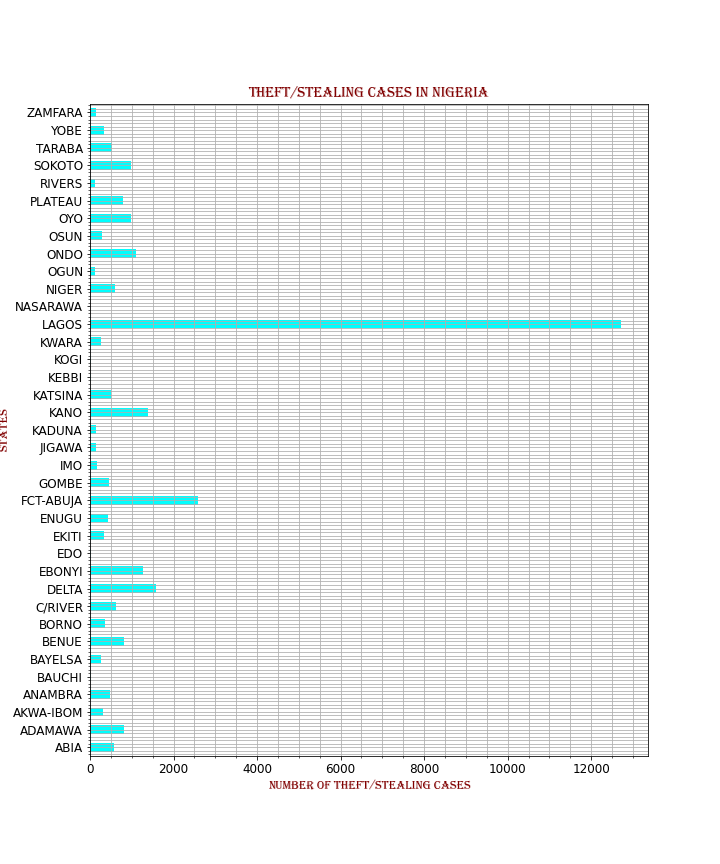 THEFT/STEALING CASES IN NIGERIA
ZAMFARA
YOBE
TARABA
SOKOTO
RIVERS
PLATEAU
OYO
OSUN
ONDO
OGUN
NIGER
NASARAWA
LAGOS
KWARA
KOGI
KEBBI
KATSINA
KANO
KADUNA
JIGAWA
IMO
GOMBE
FCT-ABUJA
ENUGU
EKITI
EDO
EBONYI
DELTA
C/RIVER
BORNO
BENUE
BAYELSA
BAUCHI
ANAMBRA
AKWA-IBOM
ADAMAWA
ABIA
STATES
0 2000 4000 6000 8000 10000 12000
NUMBER OF THEFT/STEALING CASES